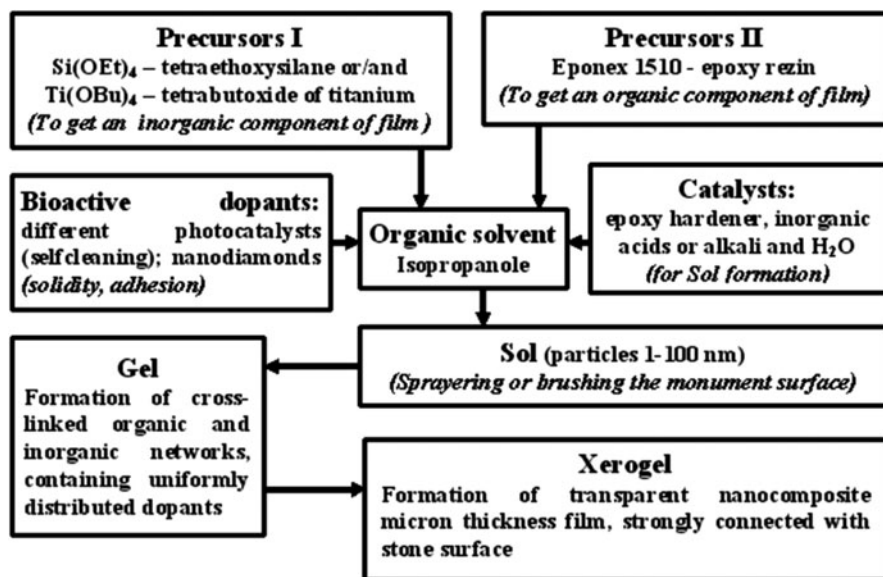 Precursors I
Si(OEt)₄ – tetraethoxysilane or/and
Ti(OBu)₄ – tetrabutoxide of titanium
(To get an inorganic component of film )
Precursors II
Eponex 1510 - epoxy rezin
(To get an organic component of film)
Bioactive dopants:
different photocatalysts
(selfcleaning); nanodiamonds
(solidity, adhesion)
Organic solvent
Isopropanole
Catalysts:
epoxy hardener, inorganic
acids or alkali and H₂O
(for Sol formation)
Sol (particles 1-100 nm)
(Sprayering or brushing the monument surface)
Gel
Formation of cross-
linked organic and
inorganic networks,
containing uniformly
distributed dopants
Xerogel
Formation of transparent nanocomposite
micron thickness film, strongly connected with
stone surface